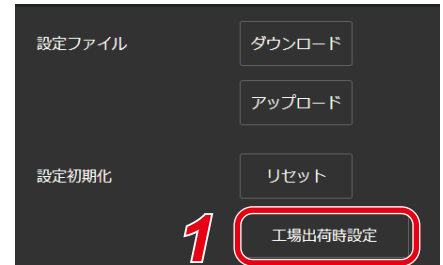 設定ファイル
ダウンロード
アップロード
設定初期化
リセット
1
工場出荷時設定